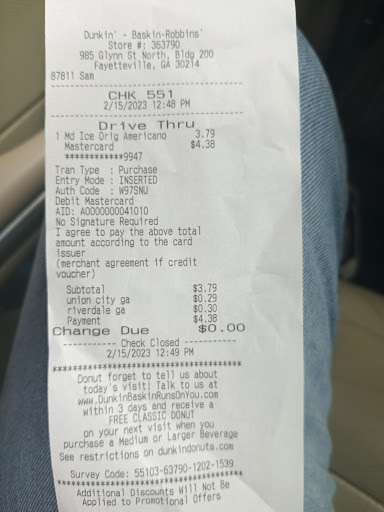 Dunkin' - Baskin-Robbins'
Store #: 363790
985 Glynn St North, Bldg 200
Fayetteville, GA 30214
87811 Sam
CHK 551
2/15/2023 12:48 PM
Drive Thru
1 Md Ice Orig Americano 3.79
Mastercard $4.38
************9947
Tran Type : Purchase
Entry Mode : INSERTED
Auth Code : W97SNU
Debit Mastercard
AID: A0000000041010
No Signature Required
I agree to pay the above total
amount according to the card
issuer
(merchant agreement if credit
voucher)
Subtotal $3.79
union city ga $0.29
riverdale ga $0.30
Payment $4.38
Change Due $0.00
---------- Check Closed ----------
2/15/2023 12:49 PM
Donut forget to tell us about
today's visit! Talk to us at
www.DunkinBaskinRunsOnYou.com
within 3 days and receive a
FREE CLASSIC DONUT
on your next visit when you
purchase a Medium or Larger Beverage
See restrictions on dunkindonuts.com
Survey Code: 55103-63790-1202-1539
Additional Discounts Will Not Be
Applied to Promotional Offers